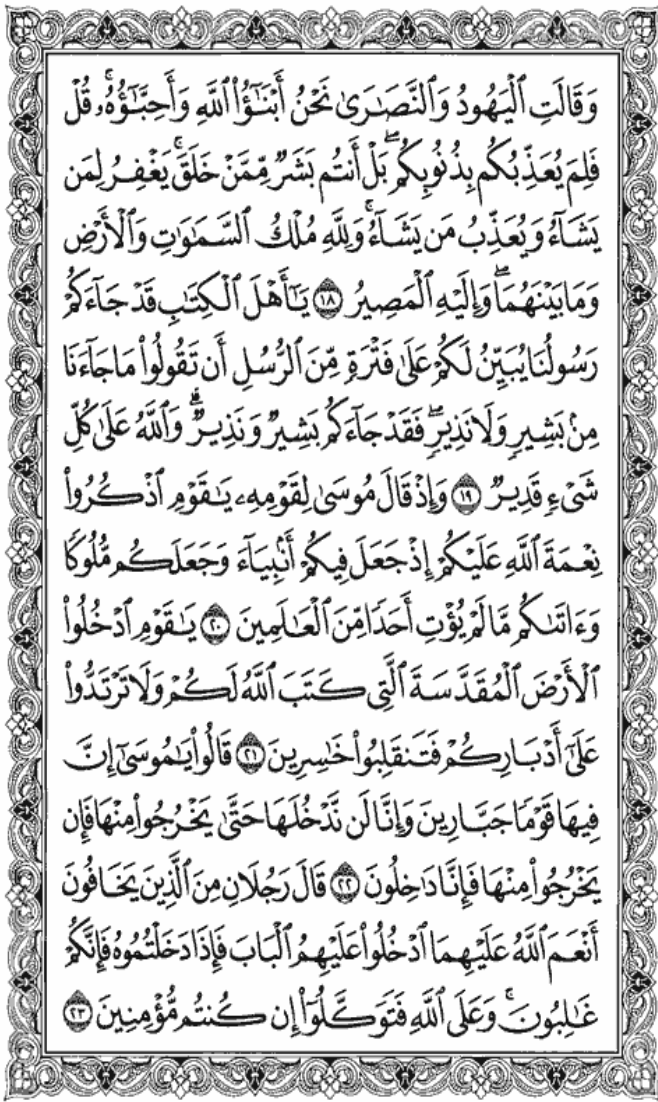 وَقَالَتِ ٱلْيَهُودُ وَٱلنَّصَٰرَىٰ نَحْنُ أَبْنَٰٓؤُا۟ ٱللَّهِ وَأَحِبَّٰٓؤُهُۥ ۚ قُلْ
فَلِمَ يُعَذِّبُكُم بِذُنُوبِكُم ۖ بَلْ أَنتُم بَشَرٌ مِّمَّنْ خَلَقَ ۚ يَغْفِرُ لِمَن
يَشَآءُ وَيُعَذِّبُ مَن يَشَآءُ ۚ وَلِلَّهِ مُلْكُ ٱلسَّمَٰوَٰتِ وَٱلْأَرْضِ
وَمَا بَيْنَهُمَا ۖ وَإِلَيْهِ ٱلْمَصِيرُ ١٨ يَٰٓأَهْلَ ٱلْكِتَٰبِ قَدْ جَآءَكُمْ
رَسُولُنَا يُبَيِّنُ لَكُمْ عَلَىٰ فَتْرَةٍ مِّنَ ٱلرُّسُلِ أَن تَقُولُوا۟ مَا جَآءَنَا
مِنۢ بَشِيرٍ وَلَا نَذِيرٍ ۖ فَقَدْ جَآءَكُم بَشِيرٌ وَنَذِيرٌ ۗ وَٱللَّهُ عَلَىٰ كُلِّ
شَىْءٍ قَدِيرٌ ١٩ وَإِذْ قَالَ مُوسَىٰ لِقَوْمِهِۦ يَٰقَوْمِ ٱذْكُرُوا۟
نِعْمَةَ ٱللَّهِ عَلَيْكُمْ إِذْ جَعَلَ فِيكُمْ أَنۢبِيَآءَ وَجَعَلَكُم مُّلُوكًا
وَءَاتَىٰكُم مَّا لَمْ يُؤْتِ أَحَدًا مِّنَ ٱلْعَٰلَمِينَ ٢٠ يَٰقَوْمِ ٱدْخُلُوا۟
ٱلْأَرْضَ ٱلْمُقَدَّسَةَ ٱلَّتِى كَتَبَ ٱللَّهُ لَكُمْ وَلَا تَرْتَدُّوا۟
عَلَىٰٓ أَدْبَارِكُمْ فَتَنقَلِبُوا۟ خَٰسِرِينَ ٢١ قَالُوا۟ يَٰمُوسَىٰٓ إِنَّ
فِيهَا قَوْمًا جَبَّارِينَ وَإِنَّا لَن نَّدْخُلَهَا حَتَّىٰ يَخْرُجُوا۟ مِنْهَا فَإِن
يَخْرُجُوا۟ مِنْهَا فَإِنَّا دَٰخِلُونَ ٢٢ قَالَ رَجُلَانِ مِنَ ٱلَّذِينَ يَخَافُونَ
أَنْعَمَ ٱللَّهُ عَلَيْهِمَا ٱدْخُلُوا۟ عَلَيْهِمُ ٱلْبَابَ فَإِذَا دَخَلْتُمُوهُ فَإِنَّكُمْ
غَٰلِبُونَ ۚ وَعَلَى ٱللَّهِ فَتَوَكَّلُوٓا۟ إِن كُنتُم مُّؤْمِنِينَ ٢٣